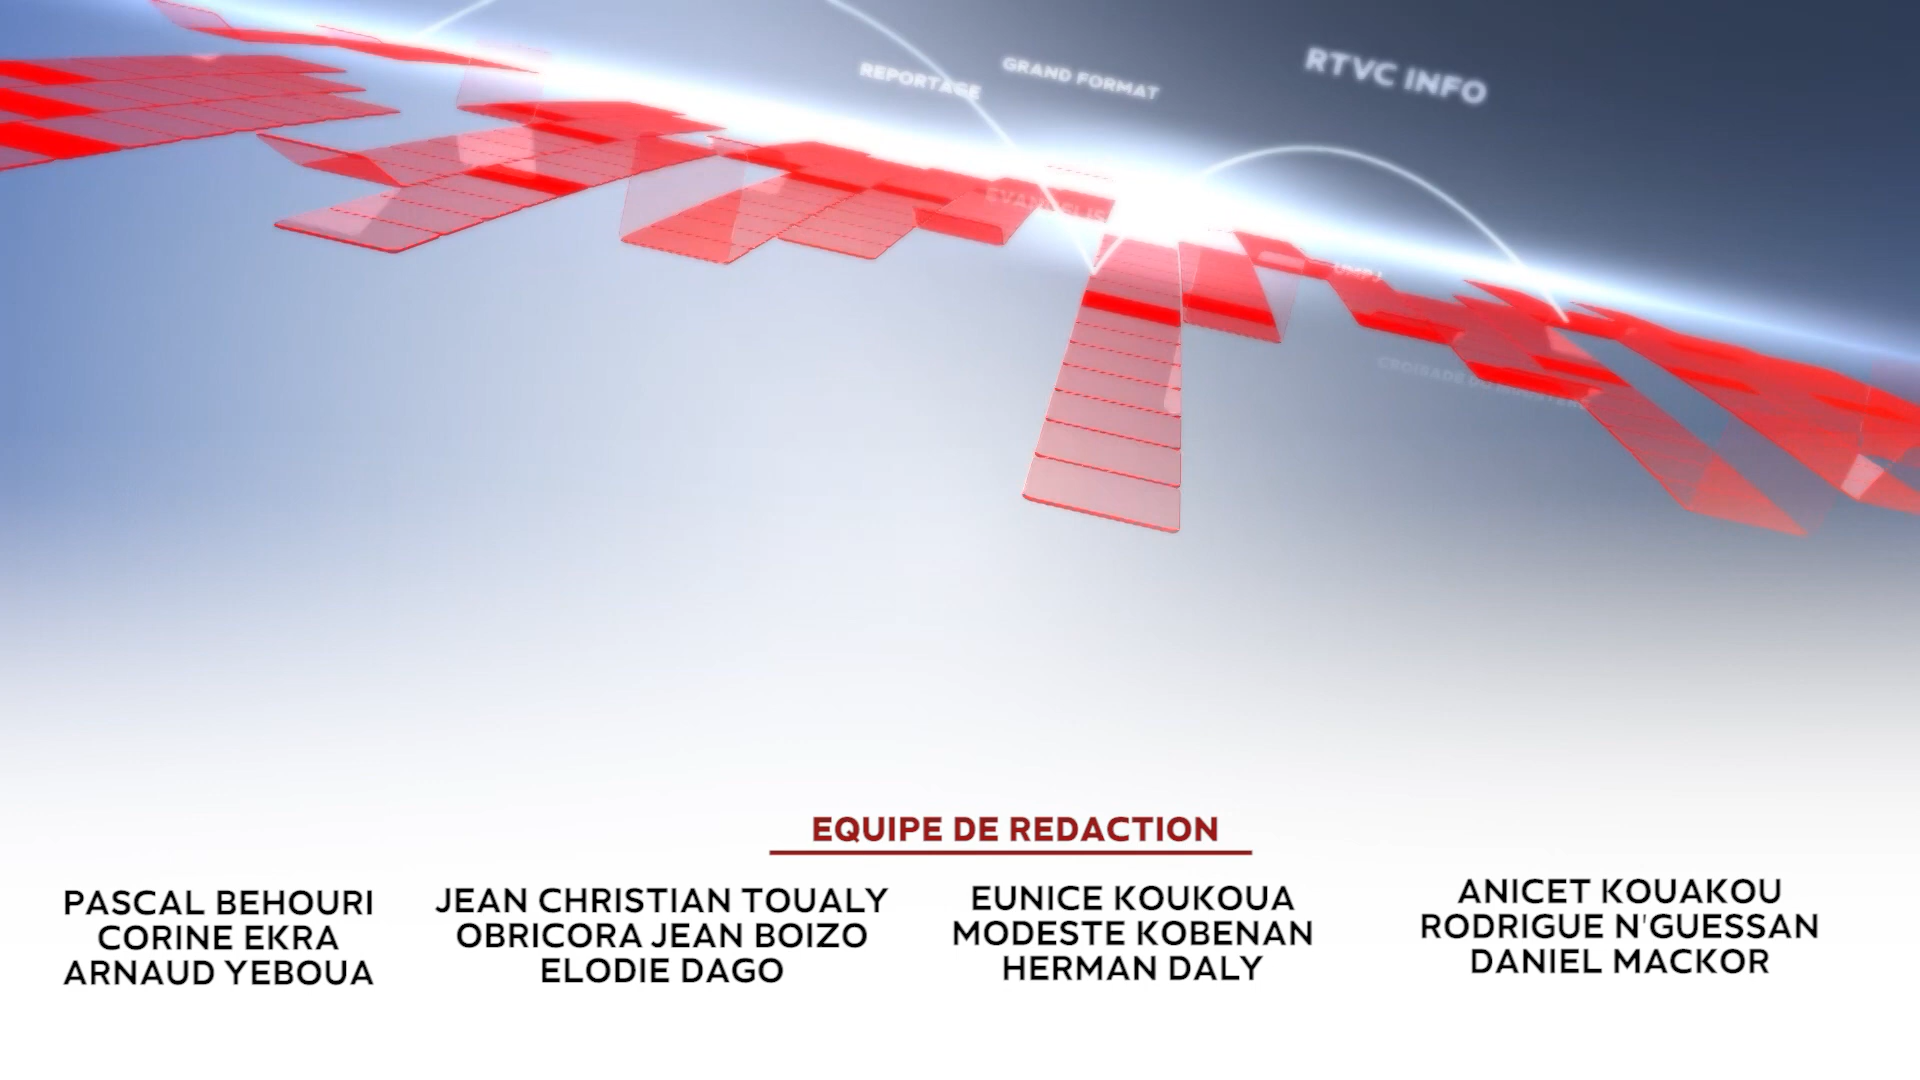 RTVC INFO
GRAND FORMAT
REPORTAGE
UMPJ
EQUIPE DE REDACTION
PASCAL BEHOURI
CORINE EKRA
ARNAUD YEBOUA
JEAN CHRISTIAN TOUALY
OBRICORA JEAN BOIZO
ELODIE DAGO
EUNICE KOUKOUA
MODESTE KOBENAN
HERMAN DALY
ANICET KOUAKOU
RODRIGUE N'GUESSAN
DANIEL MACKOR